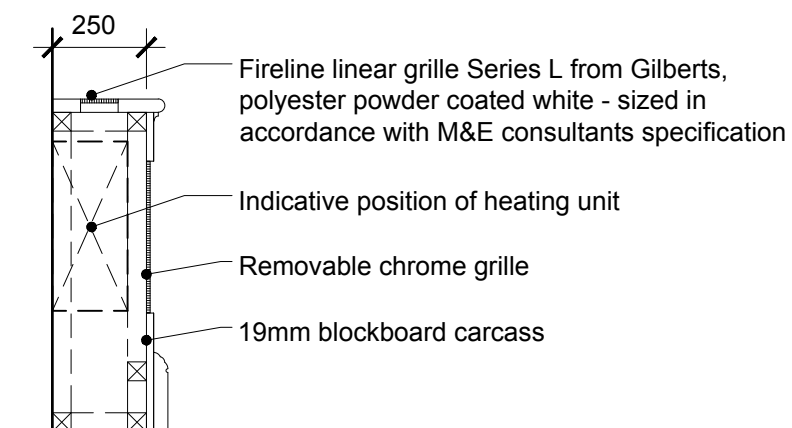 250
Fireline linear grille Series L from Gilberts,
polyester powder coated white - sized in
accordance with M&E consultants specification
Indicative position of heating unit
Removable chrome grille
19mm blockboard carcass